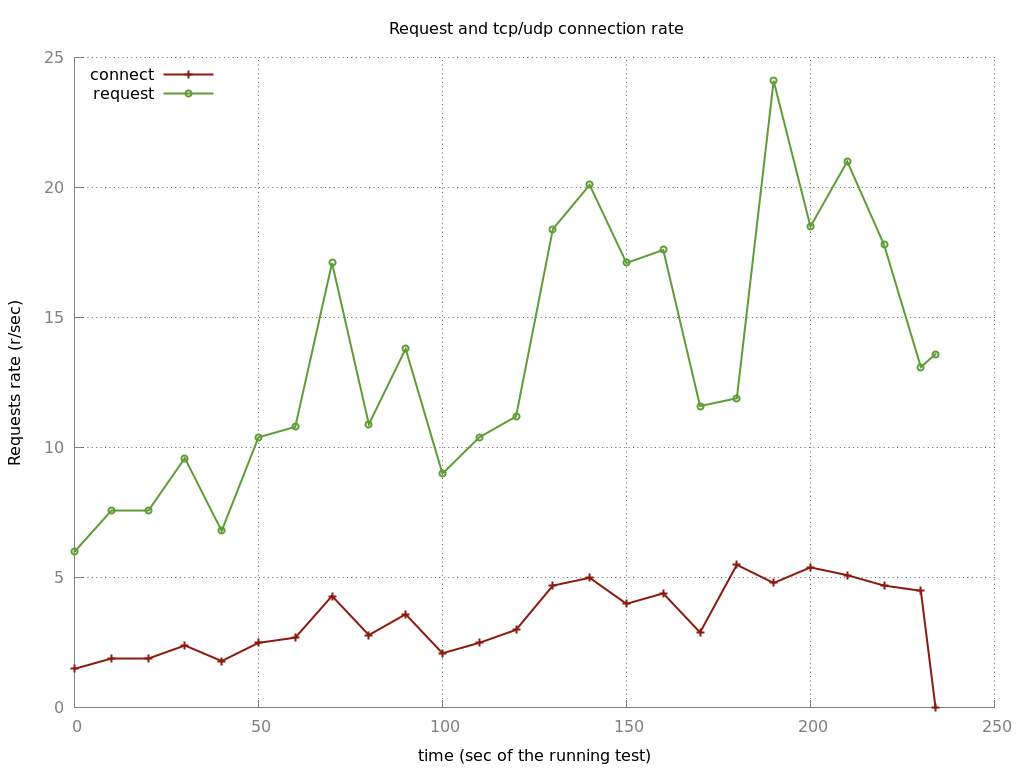 Request and tcp/udp connection rate
25
connect
request
20
15
10
5
0
Requests rate (r/sec)
0 50 100 150 200 250
time (sec of the running test)